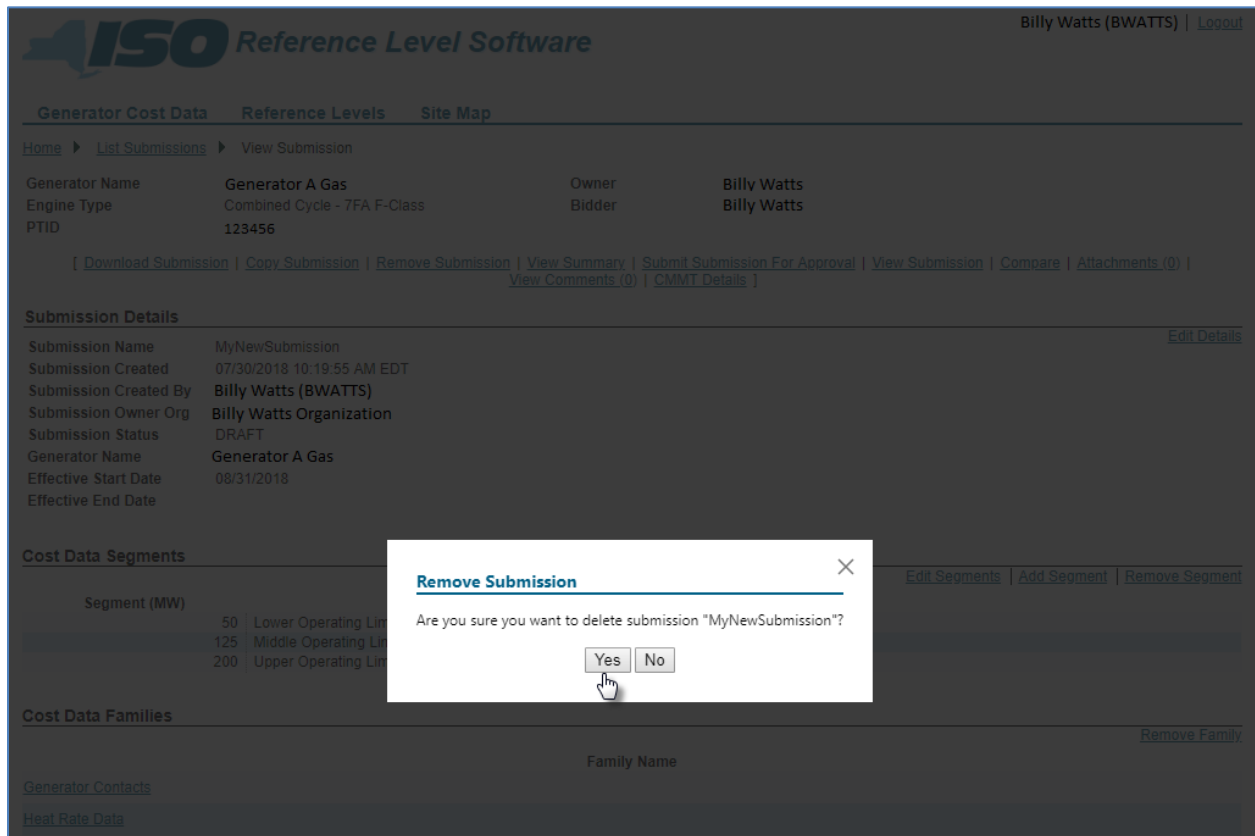 Billy Watts (BWATTS) | Logout
ISO Reference Level Software
Generator Cost Data Reference Levels Site Map
Home ▶ List Submissions ▶ View Submission
Generator Name Generator A Gas Owner Billy Watts
Engine Type Combined Cycle - 7FA F-Class Bidder Billy Watts
PTID 123456
[ Download Submission | Copy Submission | Remove Submission | View Summary | Submit Submission For Approval | View Submission | Compare | Attachments (0) |
View Comments (0) | CMMT Details ]
Submission Details
Edit Details
Submission Name MyNewSubmission
Submission Created 07/30/2018 10:19:55 AM EDT
Submission Created By Billy Watts (BWATTS)
Submission Owner Org Billy Watts Organization
Submission Status DRAFT
Generator Name Generator A Gas
Effective Start Date 08/31/2018
Effective End Date
Cost Data Segments
Edit Segments | Add Segment | Remove Segment
Segment (MW)
50 Lower Operating Lim
125 Middle Operating Lim
200 Upper Operating Lim
Remove Submission
Are you sure you want to delete submission "MyNewSubmission"?
Yes No
Cost Data Families
Remove Family
Family Name
Generator Contacts
Heat Rate Data